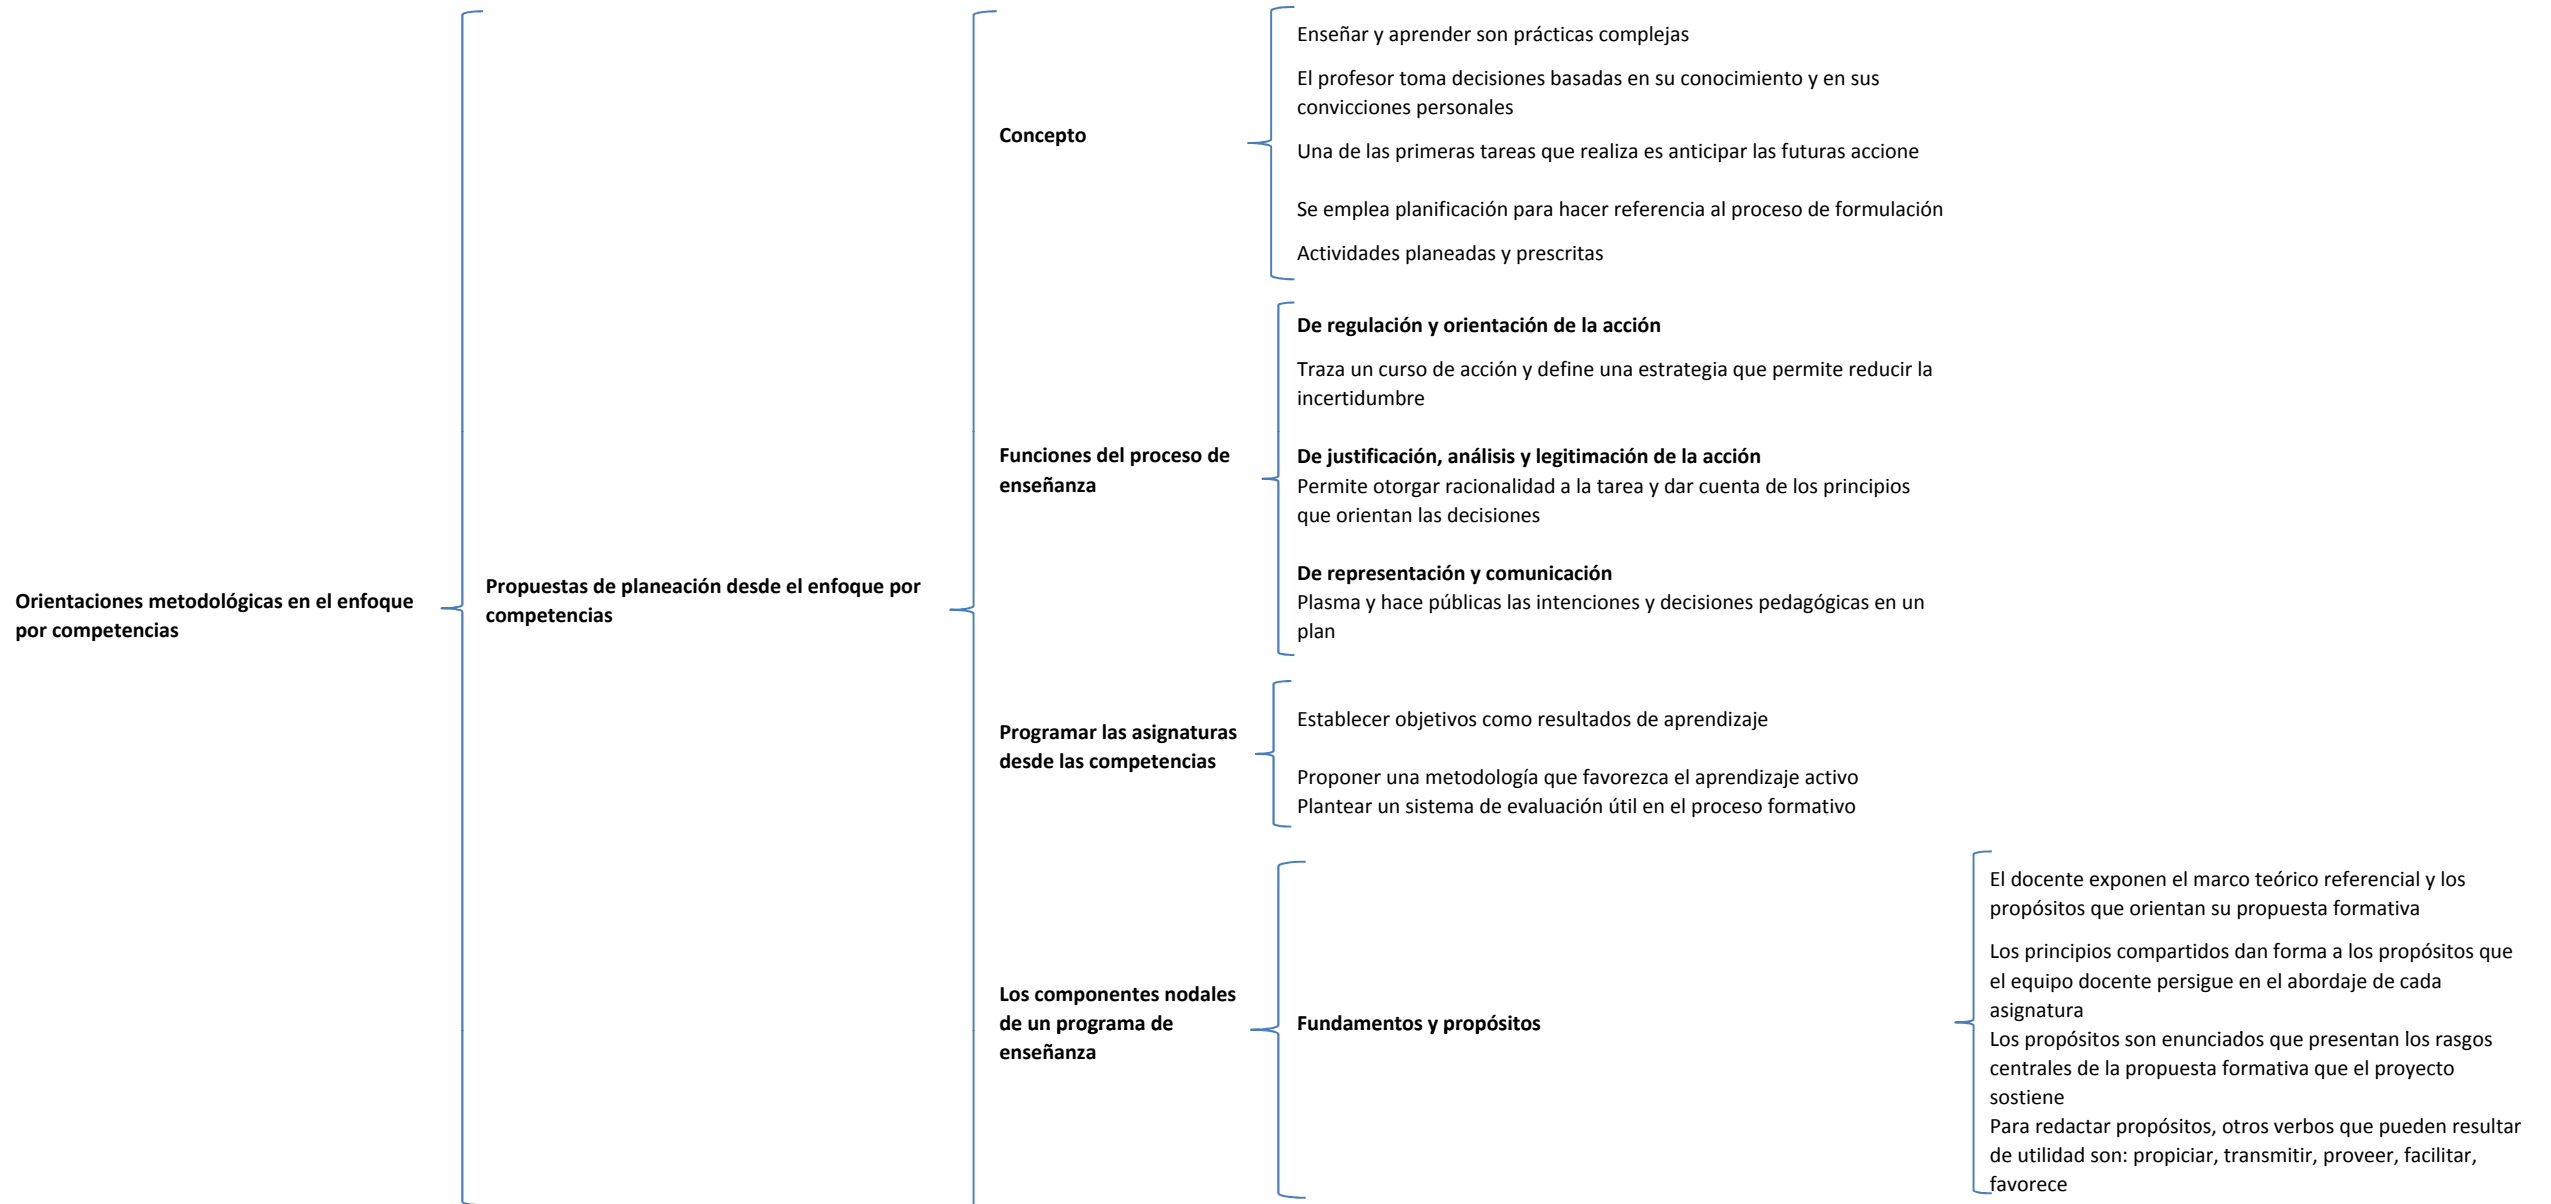 Orientaciones metodológicas en el enfoque
por competencias
Propuestas de planeación desde el enfoque por
competencias
Concepto
Enseñar y aprender son prácticas complejas
El profesor toma decisiones basadas en su conocimiento y en sus
convicciones personales
Una de las primeras tareas que realiza es anticipar las futuras accione
Se emplea planificación para hacer referencia al proceso de formulación
Actividades planeadas y prescritas
Funciones del proceso de
enseñanza
De regulación y orientación de la acción
Traza un curso de acción y define una estrategia que permite reducir la
incertidumbre
De justificación, análisis y legitimación de la acción
Permite otorgar racionalidad a la tarea y dar cuenta de los principios
que orientan las decisiones
De representación y comunicación
Plasma y hace públicas las intenciones y decisiones pedagógicas en un
plan
Programar las asignaturas
desde las competencias
Establecer objetivos como resultados de aprendizaje
Proponer una metodología que favorezca el aprendizaje activo
Plantear un sistema de evaluación útil en el proceso formativo
Los componentes nodales
de un programa de
enseñanza
Fundamentos y propósitos
El docente exponen el marco teórico referencial y los
propósitos que orientan su propuesta formativa
Los principios compartidos dan forma a los propósitos que
el equipo docente persigue en el abordaje de cada
asignatura
Los propósitos son enunciados que presentan los rasgos
centrales de la propuesta formativa que el proyecto
sostiene
Para redactar propósitos, otros verbos que pueden resultar
de utilidad son: propiciar, transmitir, proveer, facilitar,
favorece